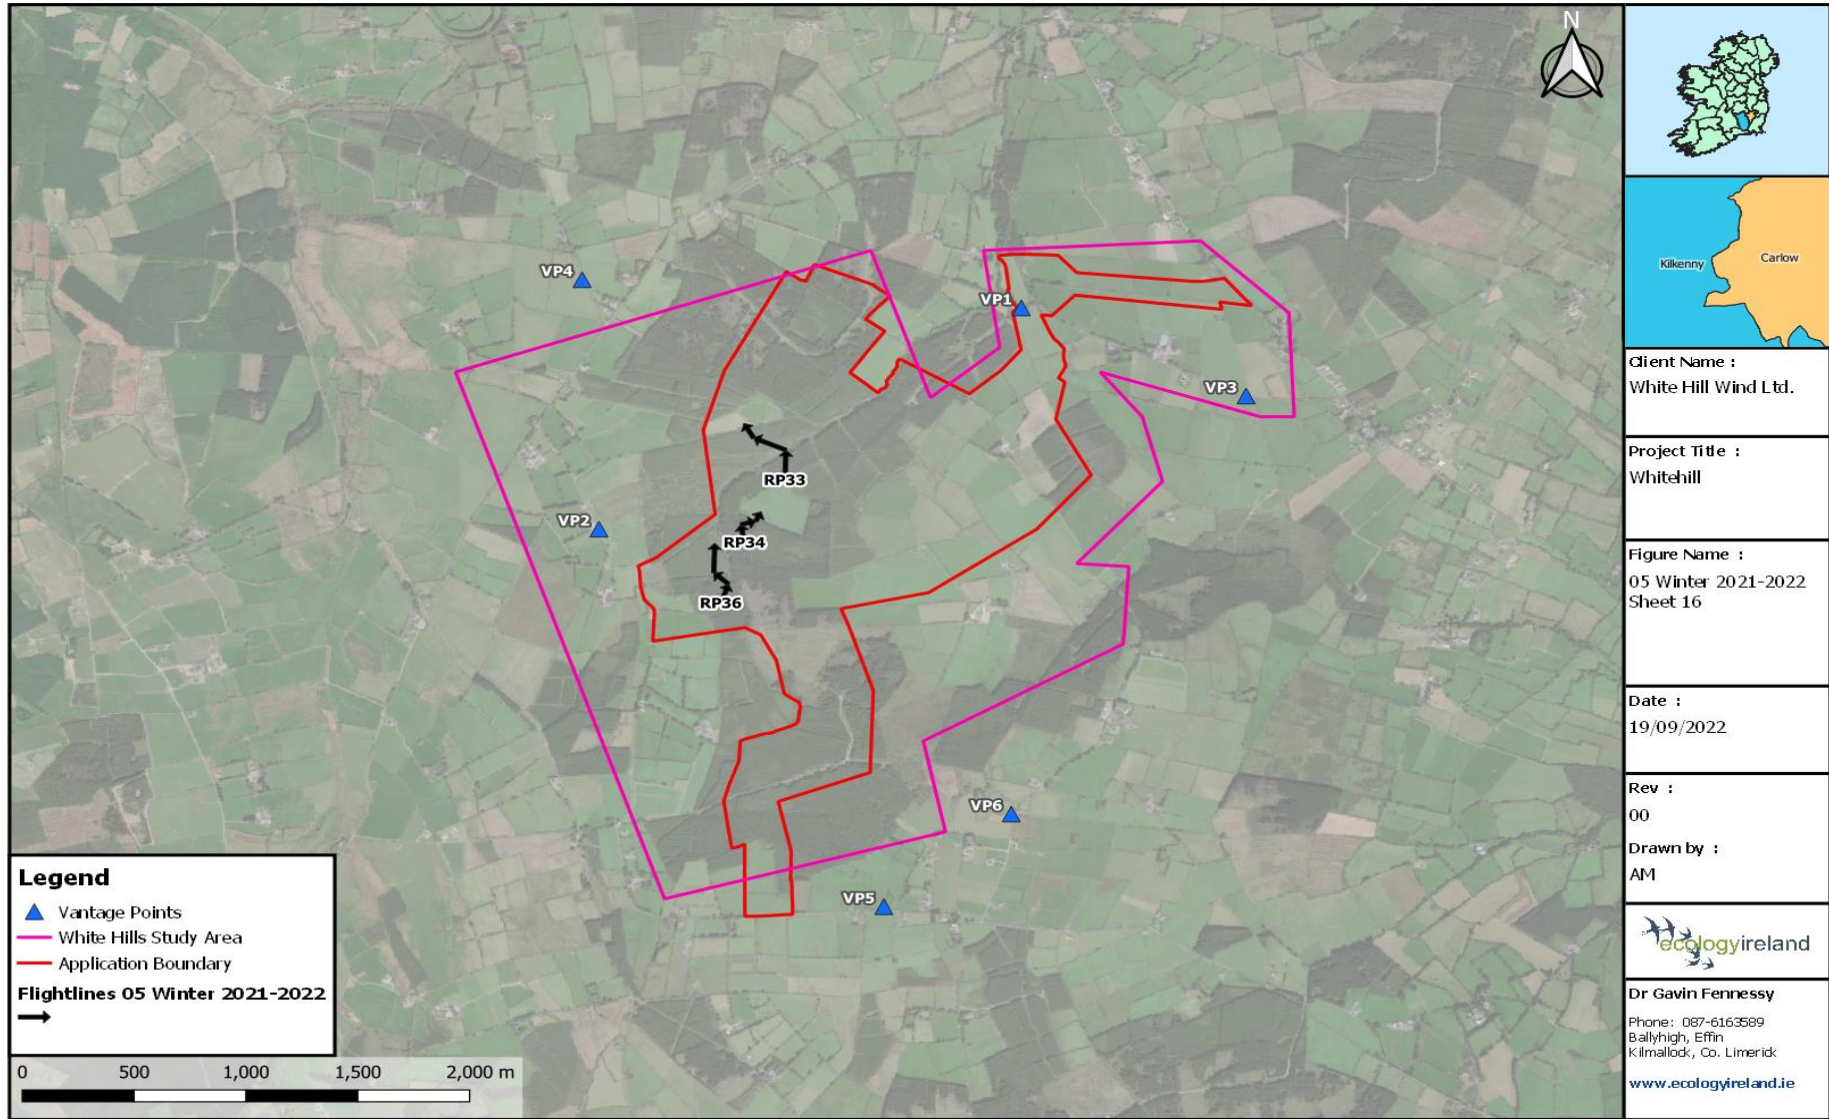 N
VP4
VP1
VP3
RP33
VP2
RP34
RP36
VP6
VP5
Legend
Vantage Points
White Hills Study Area
Application Boundary
Flightlines 05 Winter 2021-2022
0 500 1,000 1,500 2,000 m
Kilkenny Carlow
Client Name :
White Hill Wind Ltd.
Project Title :
Whitehill
Figure Name :
05 Winter 2021-2022
Sheet 16
Date :
19/09/2022
Rev :
00
Drawn by :
AM
ecologyireland
Dr Gavin Fennessy
Phone: 087-6163589
Ballyhigh, Effin
Kilmallock, Co. Limerick
www.ecologyireland.ie